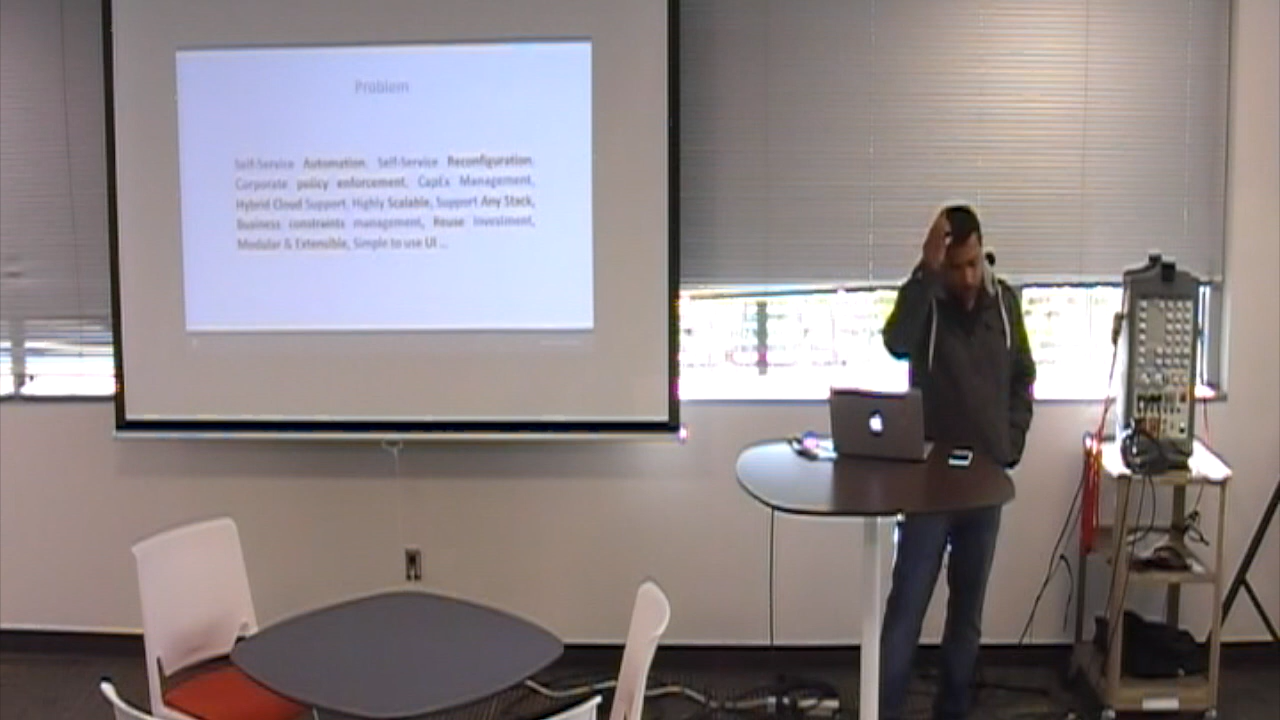 Problem
Self-Service Automation, Self-Service Reconfiguration,
Corporate policy enforcement, CapEx Management,
Hybrid Cloud Support, Highly Scalable, Support Any Stack,
Business constraints management, Reuse Investment,
Modular & Extensible, Simple to use UI ...